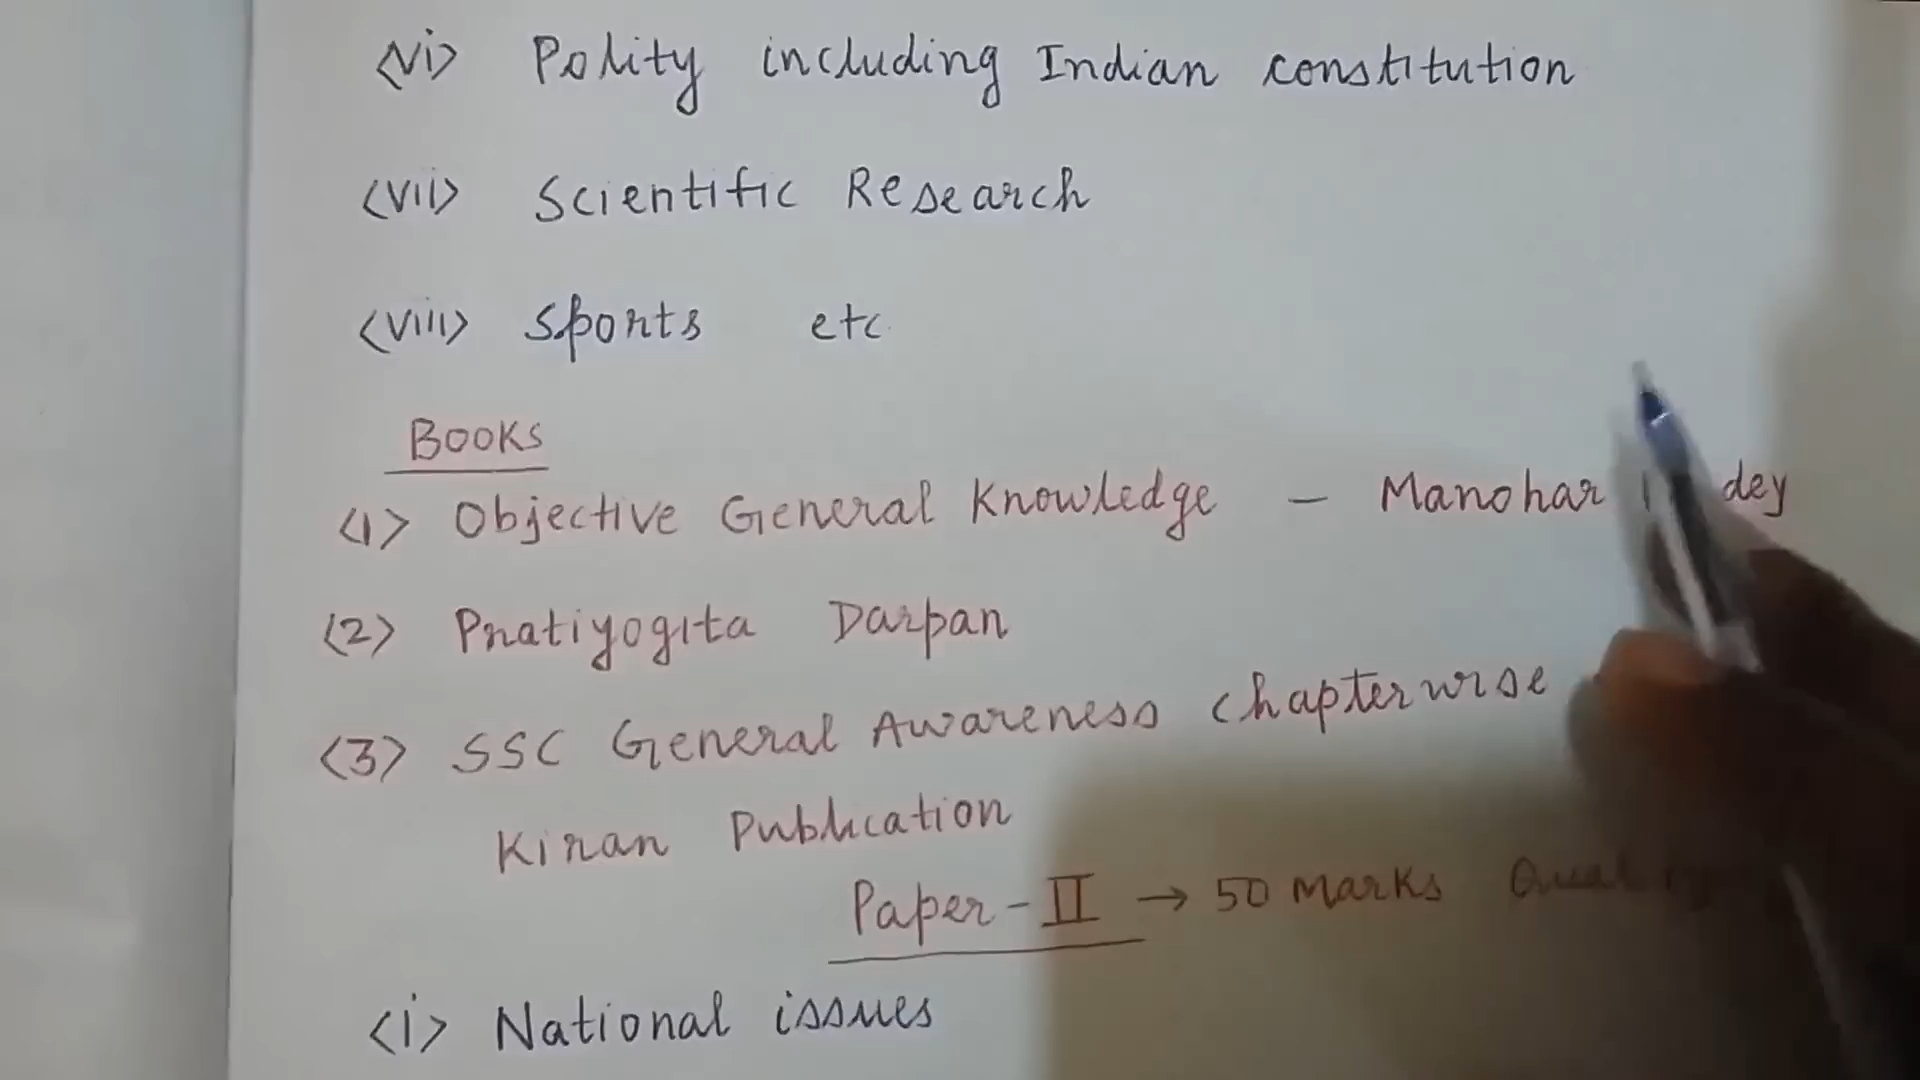 <vi> Polity including Indian constitution
<vii> Scientific Research
<viii> Sports etc
Books
<1> Objective General Knowledge - Manohar dey
<2> Pratiyogita Darpan
<3> SSC General Awareness chapterwise
Kiran Publication
Paper-II → 50 Marks
<i> National issues